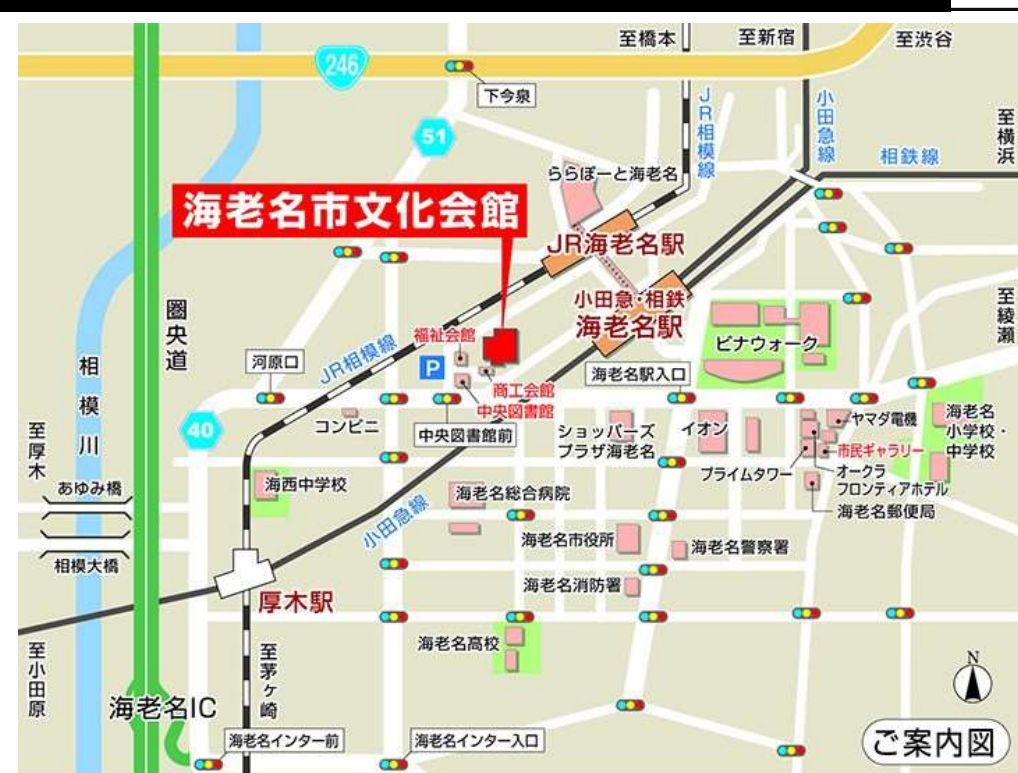 至橋本
至新宿
至渋谷
246
下今泉
51
JR相模線
小田急線
相鉄線
至横浜
ららぽーと海老名
海老名市文化会館
JR海老名駅
小田急・相鉄
海老名駅
圏央道
至綾瀬
福祉会館
ビナウォーク
JR相模線
河原口
P
海老名駅入口
商工会館
中央図書館
相模川
40
コンビニ
中央図書館前
ショッパーズ
プラザ海老名
イオン
ヤマダ電機
海老名
小学校・
中学校
市民ギャラリー
プライムタワー
オークラ
フロンティアホテル
海老名郵便局
至厚木
あゆみ橋
海西中学校
海老名総合病院
小田急線
海老名市役所
海老名警察署
相模大橋
海老名消防署
厚木駅
海老名高校
至小田原
至茅ヶ崎
海老名IC
N
海老名インター前
海老名インター入口
ご案内図